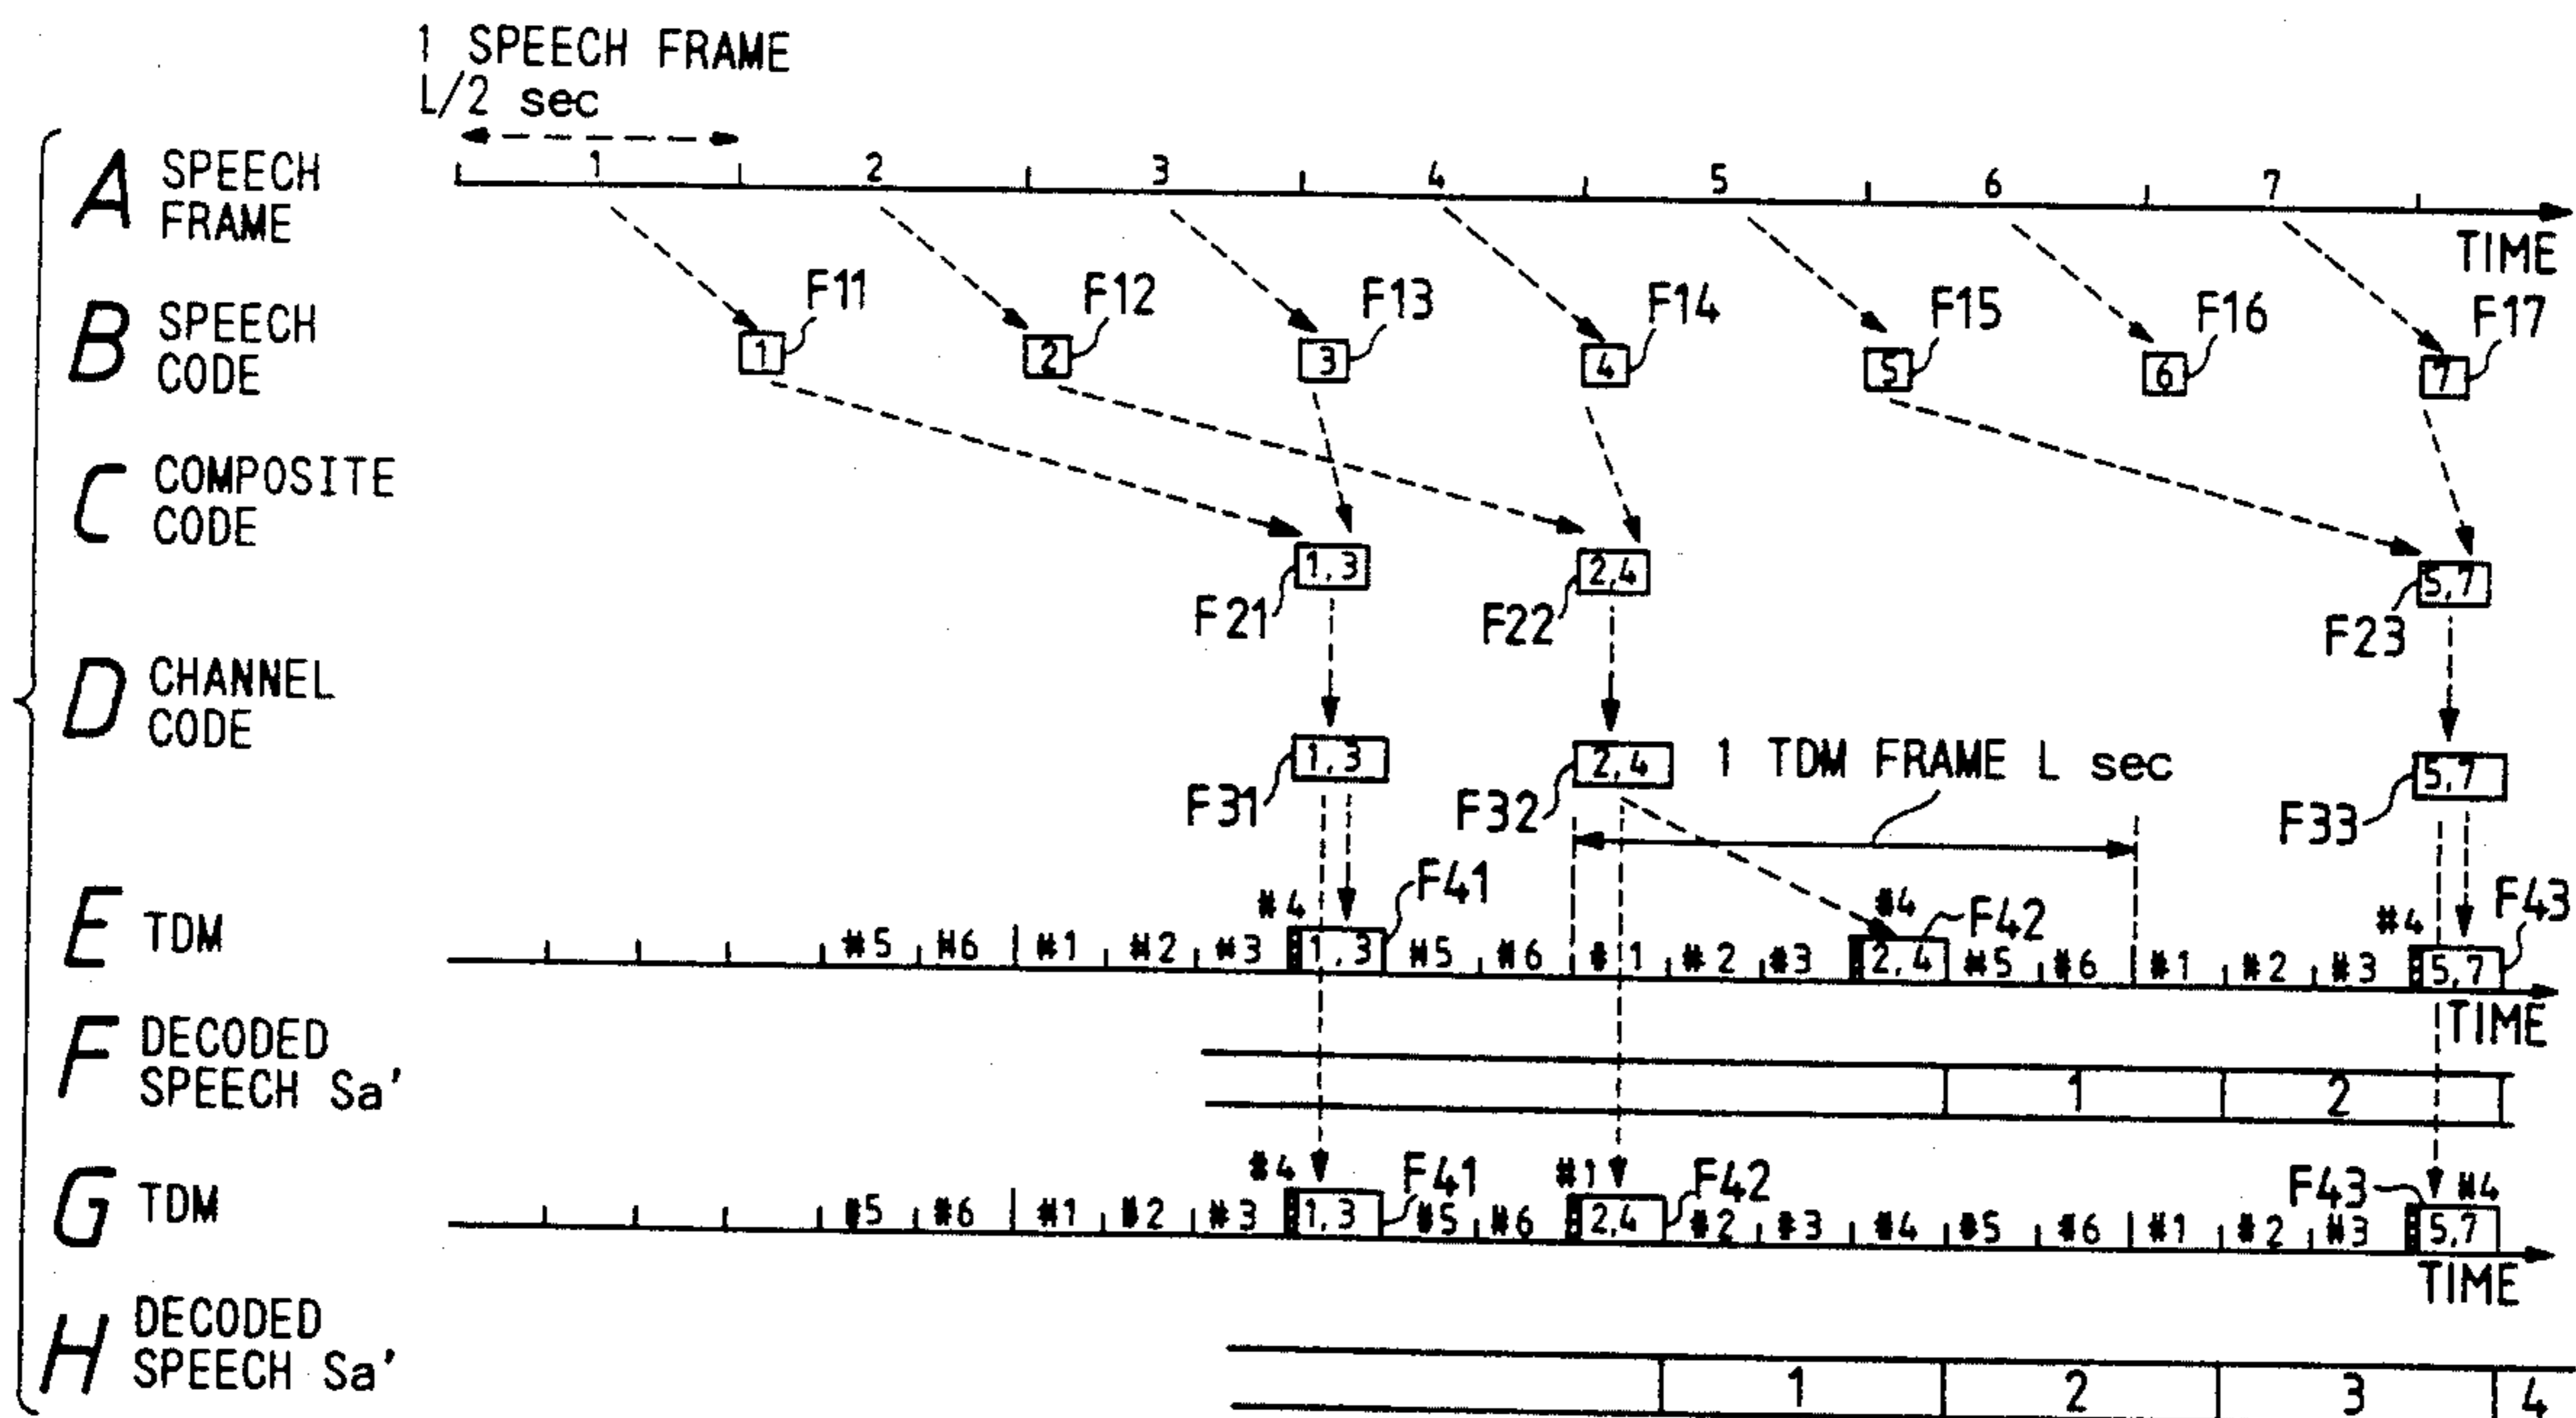 1 SPEECH FRAME
L/2 sec
A SPEECH FRAME
1 2 3 4 5 6 7
TIME
B SPEECH CODE
F11 F12 F13 F14 F15 F16 F17
1 2 3 4 5 6 7
C COMPOSITE CODE
1,3 2,4 5,7
F21 F22 F23
D CHANNEL CODE
1,3 2,4 5,7
F31 F32 F33
1 TDM FRAME L sec
E TDM
#4 F41 #4 F42 #4 F43
#5 #6 #1 #2 #3 1,3 #5 #6 #1 #2 #3 2,4 #5 #6 #1 #2 #3 5,7
TIME
F DECODED SPEECH Sa'
1 2
G TDM
#4 F41 #1 F42 F43 #4
#5 #6 #1 #2 #3 1,3 #5 #6 2,4 #2 #3 #4 #5 #6 #1 #2 #3 5,7
TIME
H DECODED SPEECH Sa'
1 2 3 4